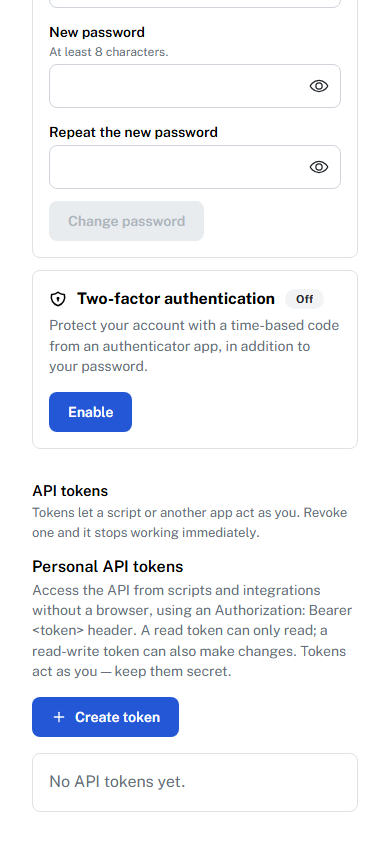 New password
At least 8 characters.
Repeat the new password
Change password
Two-factor authentication Off
Protect your account with a time-based code
from an authenticator app, in addition to
your password.
Enable
API tokens
Tokens let a script or another app act as you. Revoke
one and it stops working immediately.
Personal API tokens
Access the API from scripts and integrations
without a browser, using an Authorization: Bearer
<token> header. A read token can only read; a
read-write token can also make changes. Tokens
act as you — keep them secret.
+ Create token
No API tokens yet.